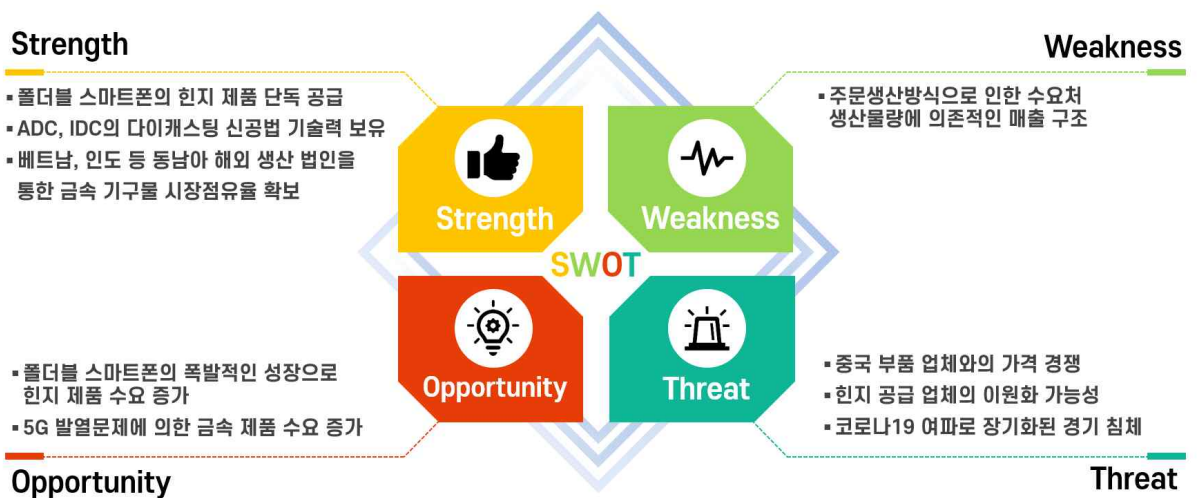 Strength
▪ 폴더블 스마트폰의 힌지 제품 단독 공급
▪ ADC, IDC의 다이캐스팅 신공법 기술력 보유
▪ 베트남, 인도 등 동남아 해외 생산 법인을
통한 금속 기구물 시장점유율 확보
Weakness
▪ 주문생산방식으로 인한 수요처
생산물량에 의존적인 매출 구조
Strength
Weakness
SWOT
Opportunity
Threat
▪ 폴더블 스마트폰의 폭발적인 성장으로
힌지 제품 수요 증가
▪ 5G 발열문제에 의한 금속 제품 수요 증가
Opportunity
▪ 중국 부품 업체와의 가격 경쟁
▪ 힌지 공급 업체의 이원화 가능성
▪ 코로나19 여파로 장기화된 경기 침체
Threat